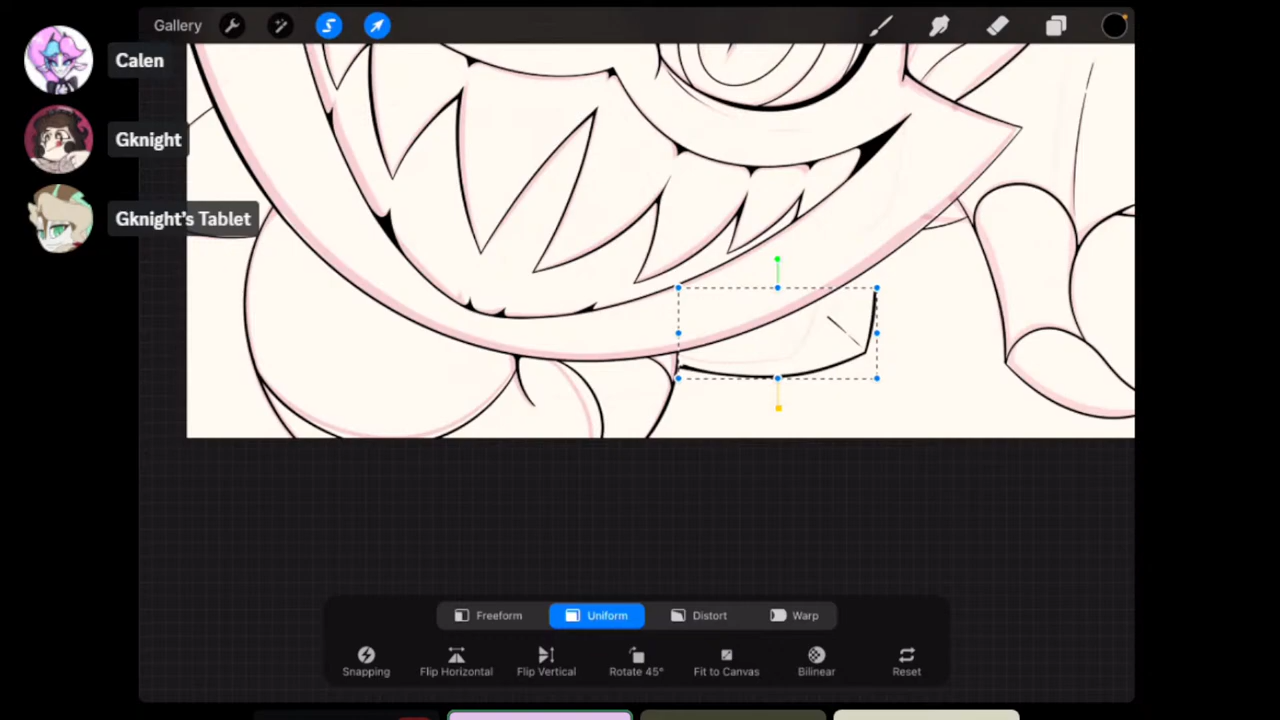 Gallery
Calen
Gknight
Gknight's Tablet
Freeform Uniform Distort Warp
Snapping Flip Horizontal Flip Vertical Rotate 45° Fit to Canvas Bilinear Reset